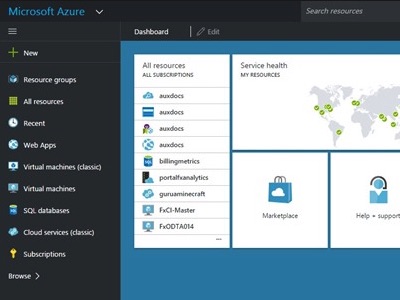 Microsoft Azure
Search resources
Dashboard
Edit
New
Resource groups
All resources
Recent
Web Apps
Virtual machines (classic)
Virtual machines
SQL databases
Cloud services (classic)
Subscriptions
Browse
All resources
ALL SUBSCRIPTIONS
auxdocs
auxdocs
auxdocs
auxdocs
billingmetrics
portalfxanalytics
guruaminecraft
FxCI-Master
FxODTA014
...
Service health
MY RESOURCES
Marketplace
Help + support